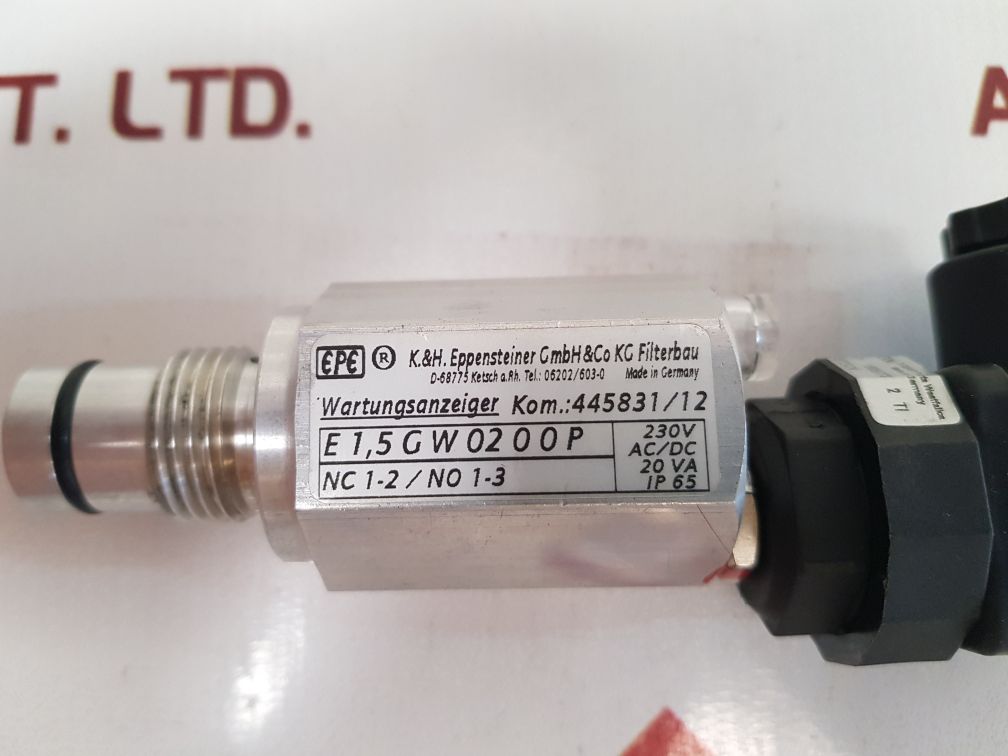 T. LTD.
A
EPE ® K.&H. Eppensteiner GmbH &Co KG Filterbau
D-68775 Ketsch a.Rh. Tel.: 06202/603-0 Made in Germany
Wartungsanzeiger Kom.:445831/12
E 1,5 G W 02 0 0 P
NC 1-2 / NO 1-3
230V
AC/DC
20 VA
IP 65
Germany
2 TI